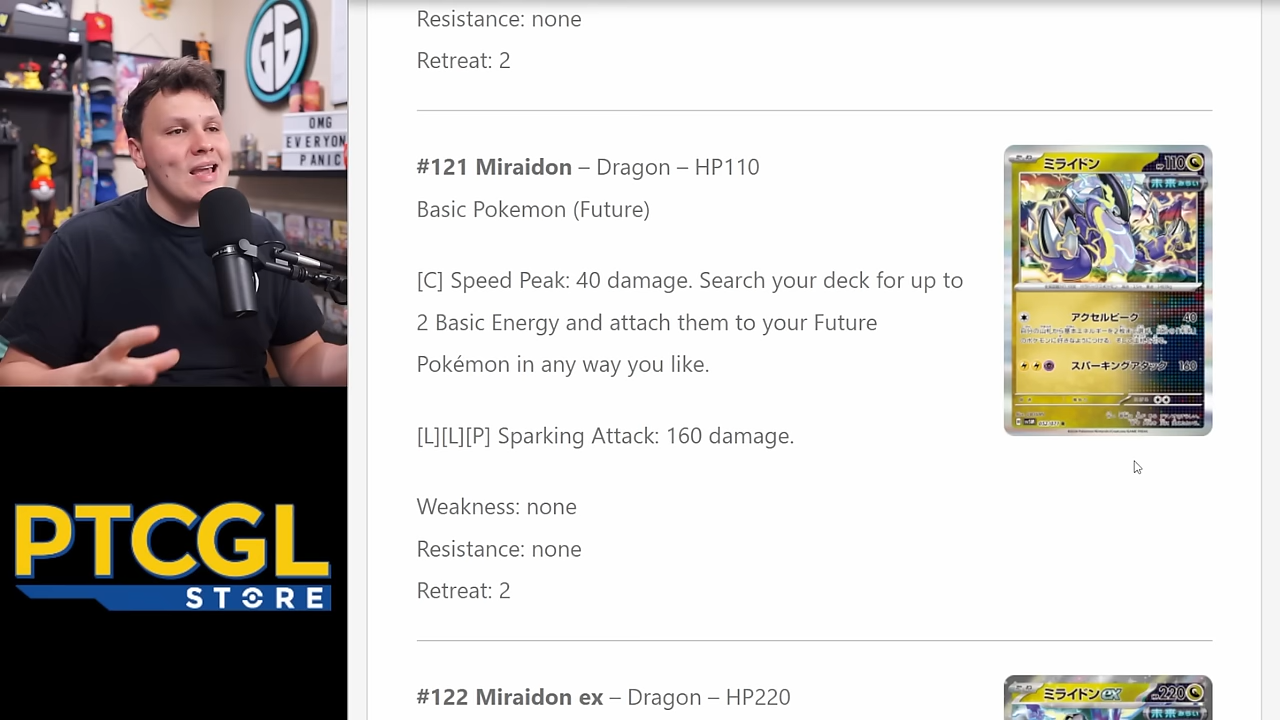 GG
OMG
EVERYON
PANIC
PTCGL
STORE
Resistance: none
Retreat: 2
#121 Miraidon – Dragon – HP110
Basic Pokemon (Future)
[C] Speed Peak: 40 damage. Search your deck for up to
2 Basic Energy and attach them to your Future
Pokémon in any way you like.
[L][L][P] Sparking Attack: 160 damage.
Weakness: none
Resistance: none
Retreat: 2
ミライドン 110
未来
アクセルピーク 40
スパーキングアタック 160
#122 Miraidon ex – Dragon – HP220
ミライドンex 220
未来